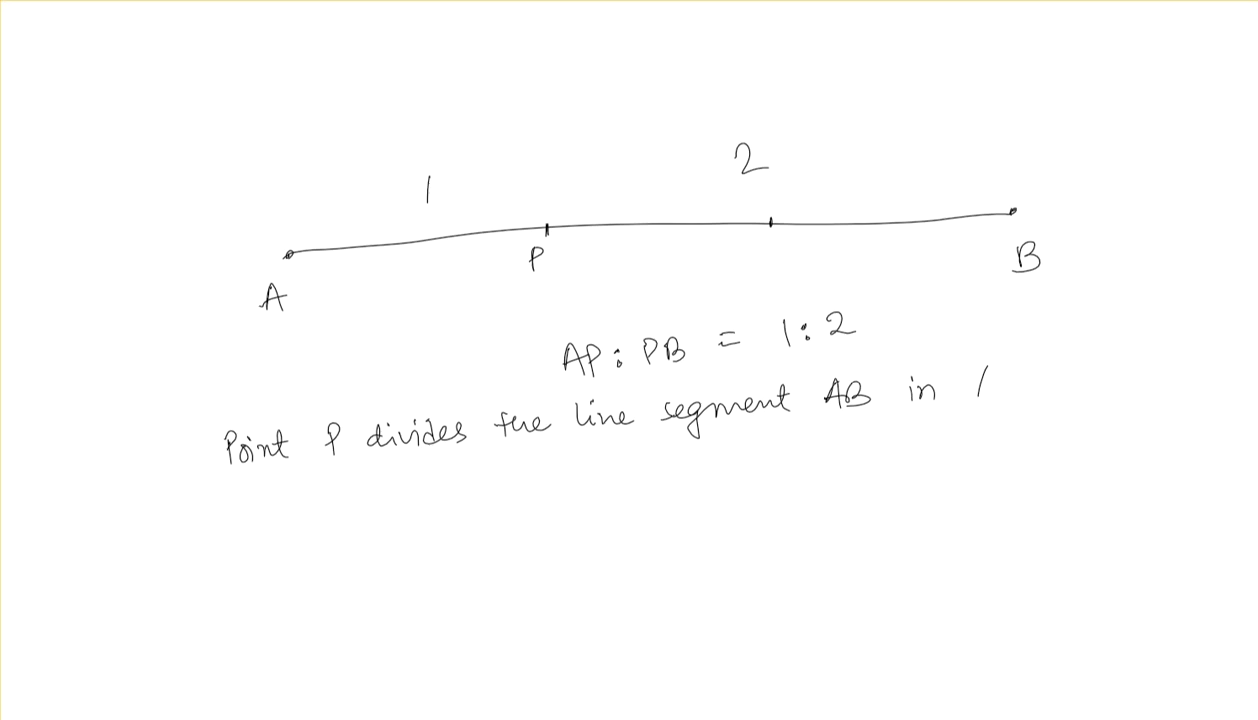 1 2
A P B
AP : PB = 1 : 2
Point P divides the line segment AB in 1